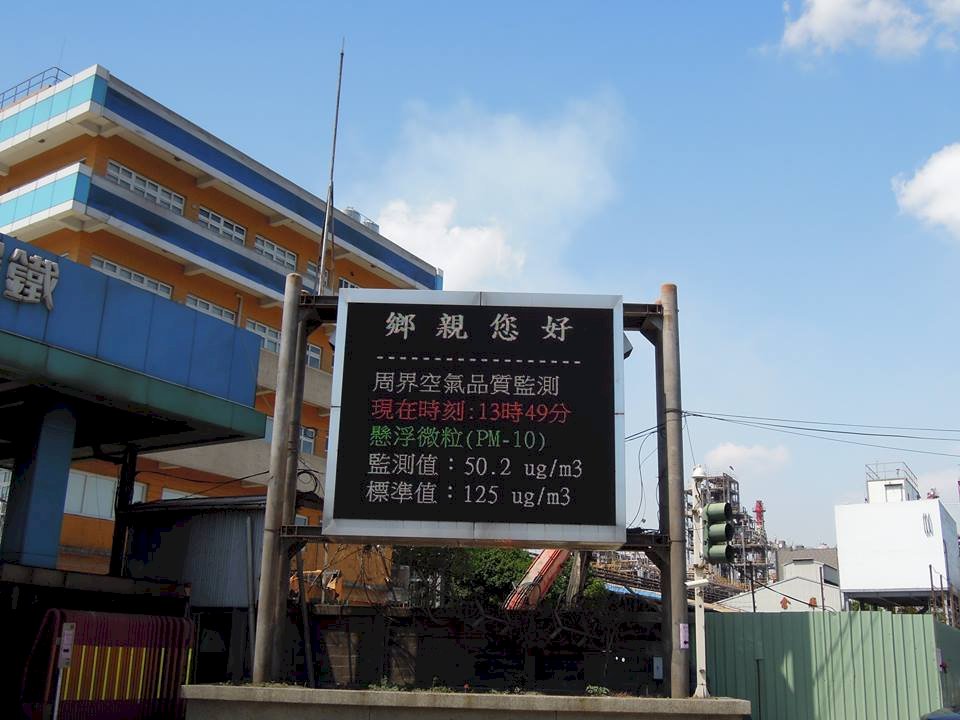 鐵
鄉親您好
--------------------
周界空氣品質監測
現在時刻:13時49分
懸浮微粒(PM-10)
監測值：50.2 ug/m3
標準值：125 ug/m3